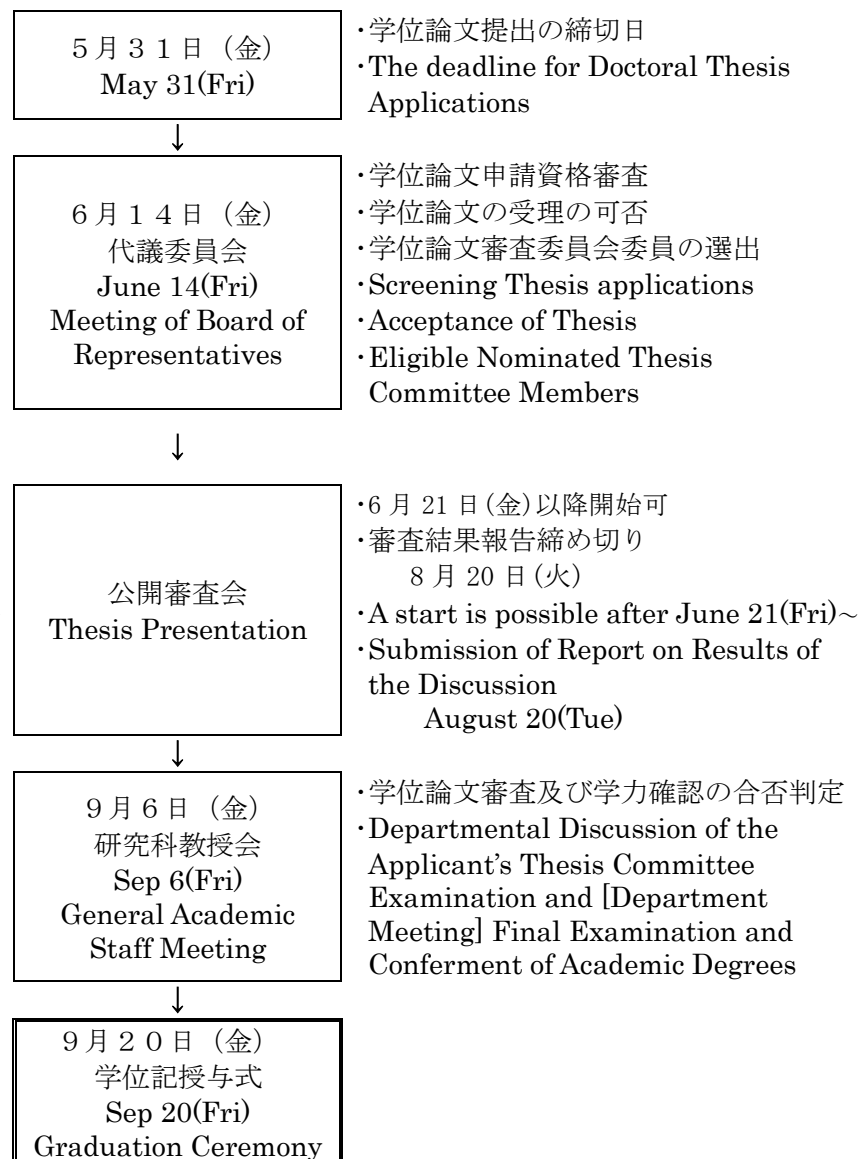 ５月３１日（金）
May 31(Fri)
・学位論文提出の締切日
・The deadline for Doctoral Thesis
Applications
↓
６月１４日（金）
代議委員会
June 14(Fri)
Meeting of Board of
Representatives
・学位論文申請資格審査
・学位論文の受理の可否
・学位論文審査委員会委員の選出
・Screening Thesis applications
・Acceptance of Thesis
・Eligible Nominated Thesis
Committee Members
↓
公開審査会
Thesis Presentation
・6 月 21 日(金)以降開始可
・審査結果報告締め切り
8 月 20 日(火)
・A start is possible after June 21(Fri)~
・Submission of Report on Results of
the Discussion
August 20(Tue)
↓
９月６日（金）
研究科教授会
Sep 6(Fri)
General Academic
Staff Meeting
・学位論文審査及び学力確認の合否判定
・Departmental Discussion of the
Applicant’s Thesis Committee
Examination and [Department
Meeting] Final Examination and
Conferment of Academic Degrees
↓
９月２０日（金）
学位記授与式
Sep 20(Fri)
Graduation Ceremony